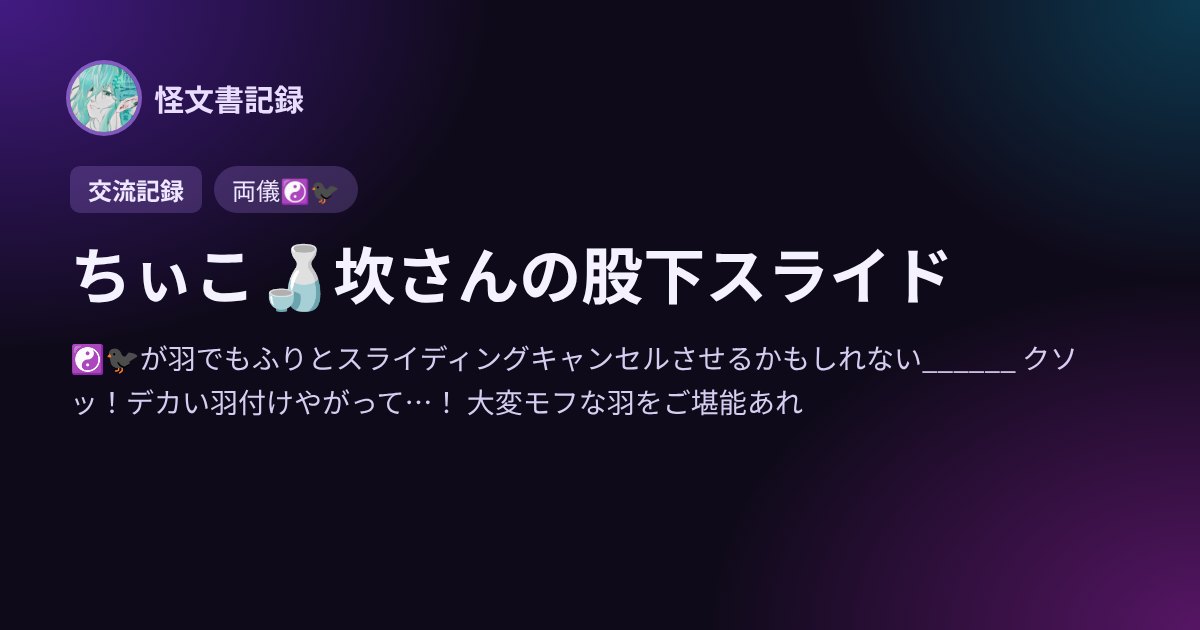 怪文書記録
交流記録
両儀☯️🐦‍⬛
ちぃこ🍶坎さんの股下スライド
☯️🐦‍⬛が羽でもふりとスライディングキャンセルさせるかもしれない______ クソ
ッ！デカい羽付けやがって…！ 大変モフな羽をご堪能あれ